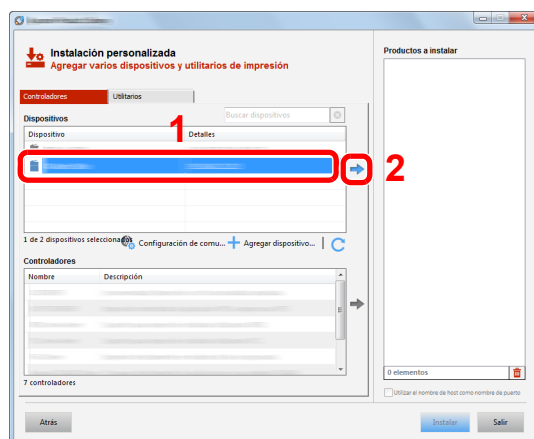 Instalación personalizada
Agregar varios dispositivos y utilitarios de impresión
Productos a instalar
Controladores
Utilitarios
Dispositivos
Buscar dispositivos
1
Dispositivo
Detalles
2
1 de 2 dispositivos seleccionados
Configuración de comu...
Agregar dispositivo...
Controladores
Nombre
Descripción
7 controladores
0 elementos
Utilizar el nombre de host como nombre de puerto
Atrás
Instalar
Salir